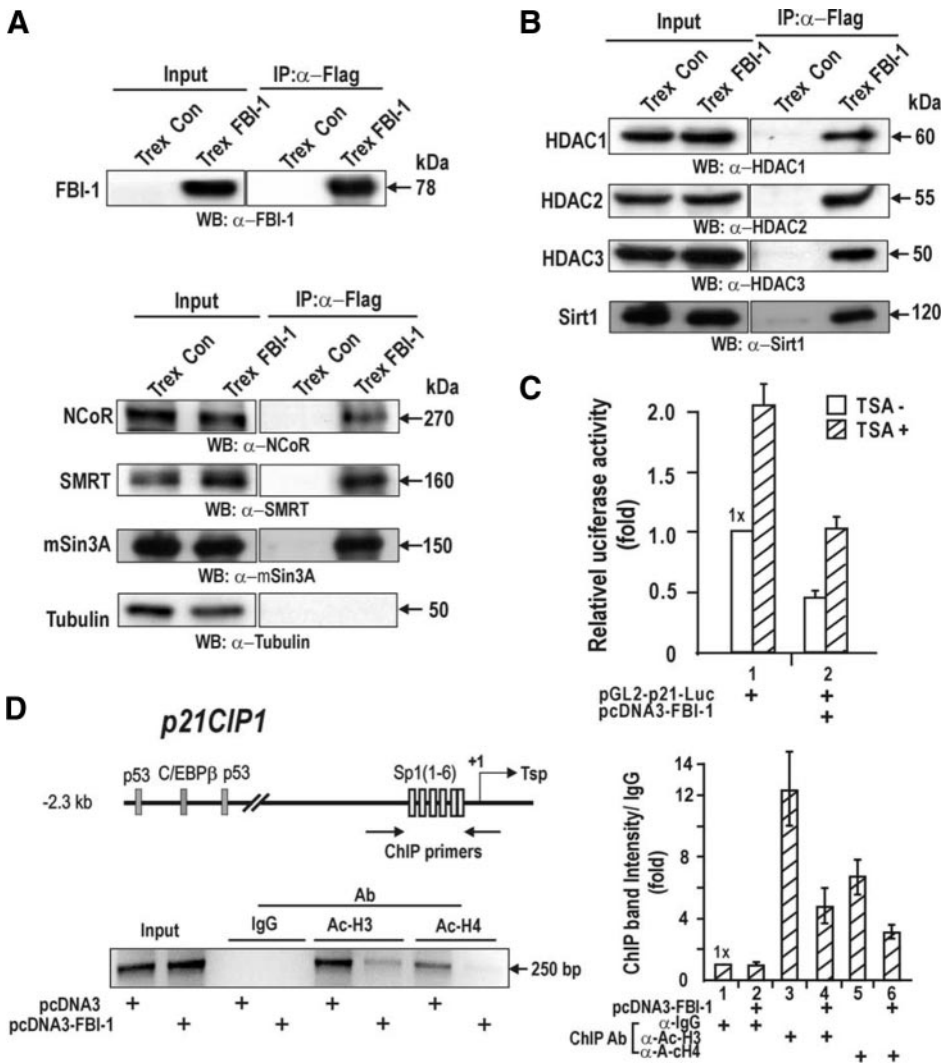 A
Input IP:α–Flag
Trex Con Trex FBI-1 Trex Con Trex FBI-1 kDa
FBI-1 78
WB: α–FBI-1
Input IP:α–Flag
Trex Con Trex FBI-1 Trex Con Trex FBI-1 kDa
NCoR 270
WB: α–NCoR
SMRT 160
WB: α–SMRT
mSin3A 150
WB: α–mSin3A
Tubulin 50
WB: α–Tubulin
B
Input IP:α–Flag
Trex Con Trex FBI-1 Trex Con Trex FBI-1 kDa
HDAC1 60
WB: α–HDAC1
HDAC2 55
WB: α–HDAC2
HDAC3 50
WB: α–HDAC3
Sirt1 120
WB: α–Sirt1
C
Relativel uciferase activity
(fold)
2.0
1.5
1.0
0.5
0
1x
TSA -
TSA +
1 2
pGL2-p21-Luc + +
pcDNA3-FBI-1 +
D
p21CIP1
p53 C/EBPβ p53 Sp1(1-6) +1 Tsp
-2.3 kb
ChIP primers
Ab
Input IgG Ac-H3 Ac-H4
250 bp
pcDNA3 + + + +
pcDNA3-FBI-1 + + + +
ChIP band Intensity/ IgG
(fold)
14
12
8
4
0
1x
1 2 3 4 5 6
pcDNA3-FBI-1 + + +
ChIP Ab
α-IgG + +
α-Ac-H3 + +
α-A-cH4 + +